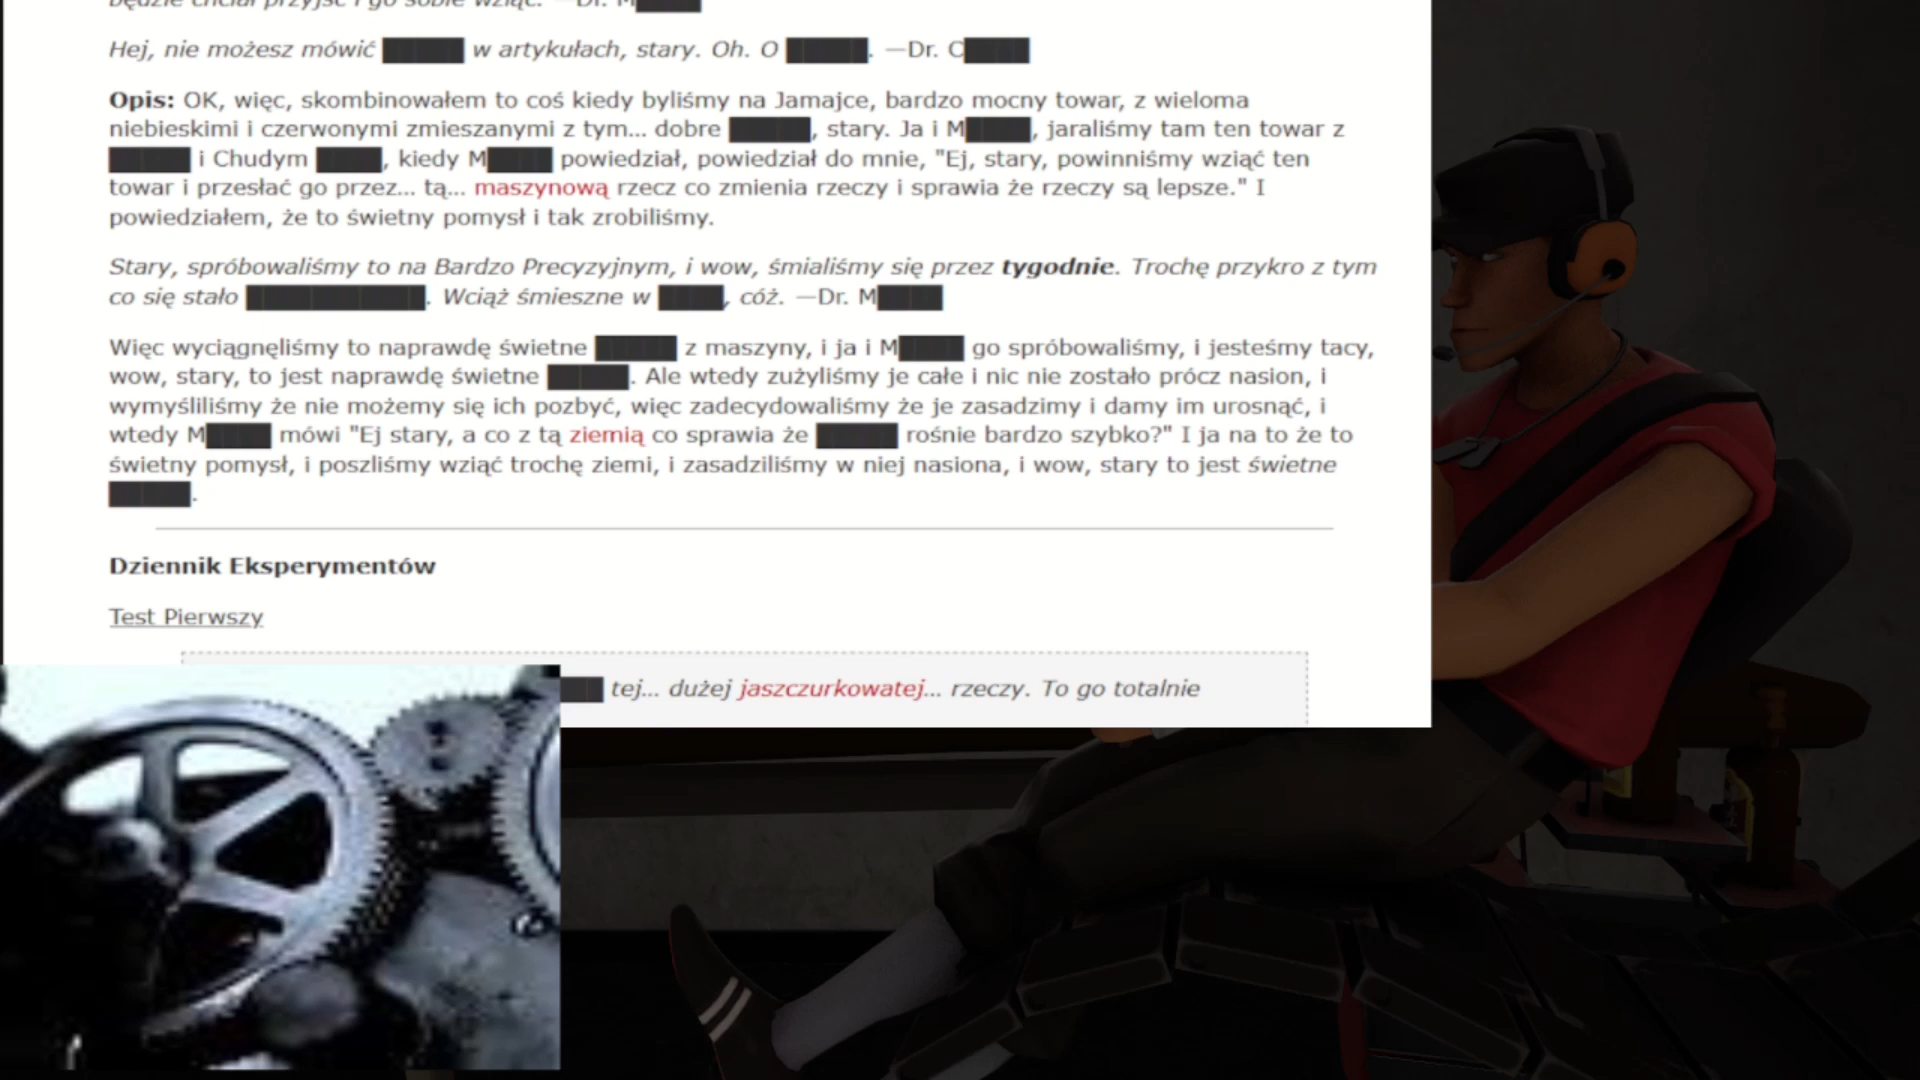 będzie chciał przyjść i go sobie wziąć. —Dr. M████
Hej, nie możesz mówić █████ w artykułach, stary. Oh. O █████. —Dr. C████
Opis: OK, więc, skombinowałem to coś kiedy byliśmy na Jamajce, bardzo mocny towar, z wieloma
niebieskimi i czerwonymi zmieszanymi z tym... dobre █████, stary. Ja i M████, jaraliśmy tam ten towar z
█████ i Chudym ████, kiedy M████ powiedział, powiedział do mnie, "Ej, stary, powinniśmy wziąć ten
towar i przesłać go przez... tą... maszynową rzecz co zmienia rzeczy i sprawia że rzeczy są lepsze." I
powiedziałem, że to świetny pomysł i tak zrobiliśmy.
Stary, spróbowaliśmy to na Bardzo Precyzyjnym, i wow, śmialiśmy się przez tygodnie. Trochę przykro z tym
co się stało ███████████. Wciąż śmieszne w ████, cóż. —Dr. M████
Więc wyciągnęliśmy to naprawdę świetne █████ z maszyny, i ja i M████ go spróbowaliśmy, i jesteśmy tacy,
wow, stary, to jest naprawdę świetne █████. Ale wtedy zużyliśmy je całe i nic nie zostało prócz nasion, i
wymyśliliśmy że nie możemy się ich pozbyć, więc zadecydowaliśmy że je zasadzimy i damy im urosnąć, i
wtedy M████ mówi "Ej stary, a co z tą ziemią co sprawia że █████ rośnie bardzo szybko?" I ja na to że to
świetny pomysł, i poszliśmy wziąć trochę ziemi, i zasadziliśmy w niej nasiona, i wow, stary to jest świetne
█████.
Dziennik Eksperymentów
Test Pierwszy
tej... dużej jaszczurkowatej... rzeczy. To go totalnie